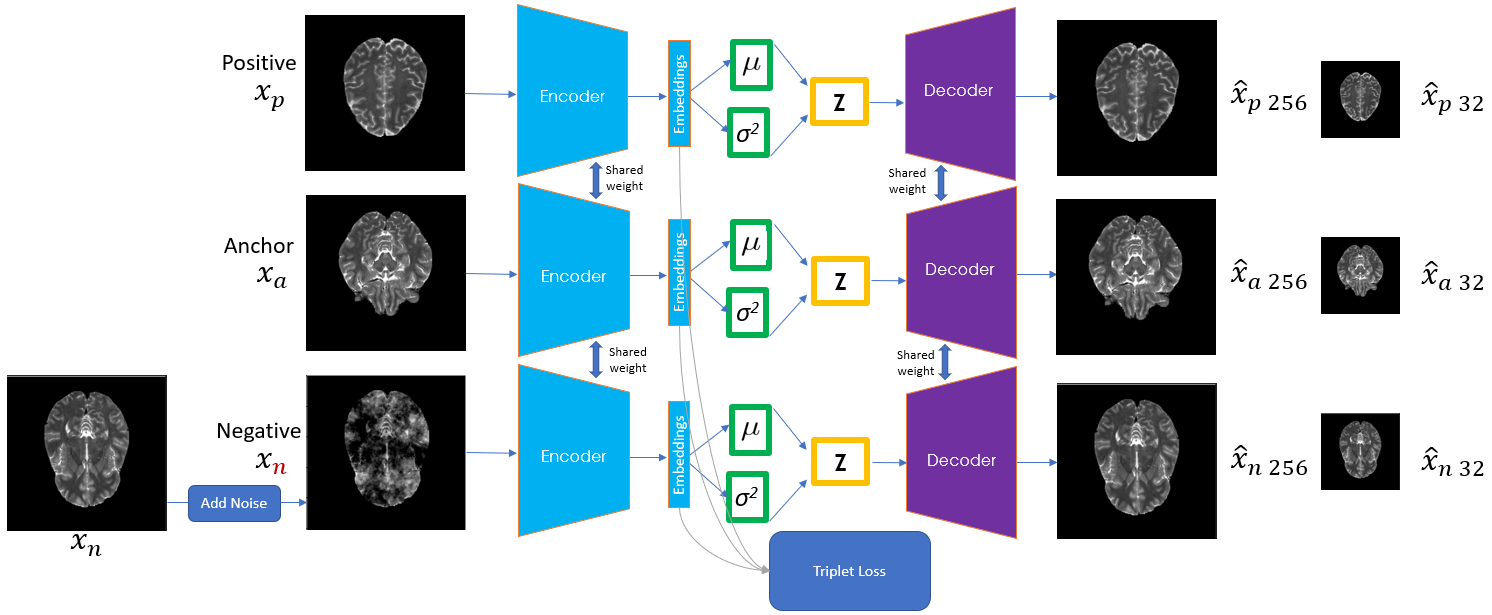 Positive
x_p
Encoder
Embeddings
μ
σ²
Z
Decoder
x̂_p 256
x̂_p 32
Shared
weight
Shared
weight
Anchor
x_a
Encoder
Embeddings
μ
σ²
Z
Decoder
x̂_a 256
x̂_a 32
Shared
weight
Shared
weight
Negative
x_n
Encoder
Embeddings
μ
σ²
Z
Decoder
x̂_n 256
x̂_n 32
Add Noise
x_n
Triplet Loss